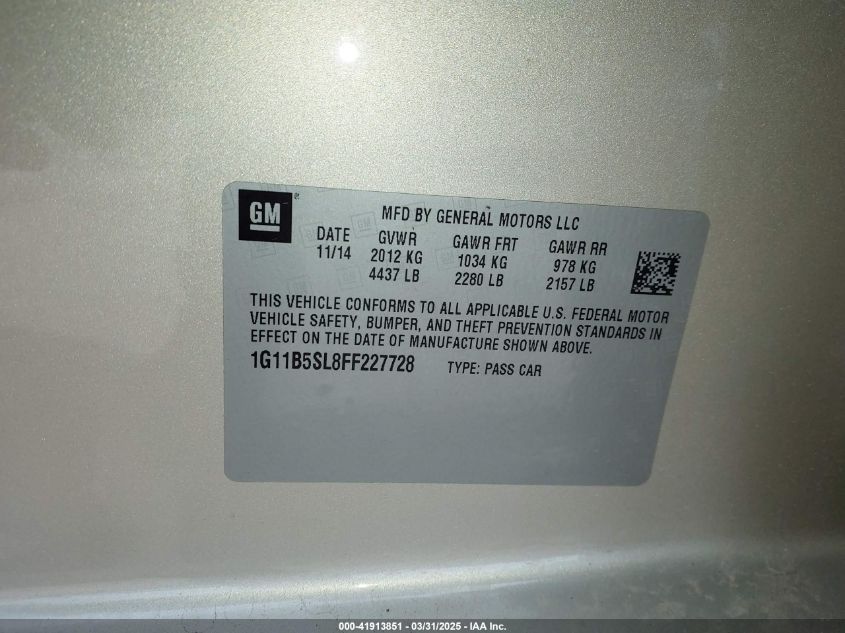 GM®
MFD BY GENERAL MOTORS LLC
DATE GVWR GAWR FRT GAWR RR
11/14 2012 KG 1034 KG 978 KG
4437 LB 2280 LB 2157 LB
THIS VEHICLE CONFORMS TO ALL APPLICABLE U.S. FEDERAL MOTOR
VEHICLE SAFETY, BUMPER, AND THEFT PREVENTION STANDARDS IN
EFFECT ON THE DATE OF MANUFACTURE SHOWN ABOVE.
1G11B5SL8FF227728 TYPE: PASS CAR
000-41913851 - 03/31/2025 - IAA Inc.